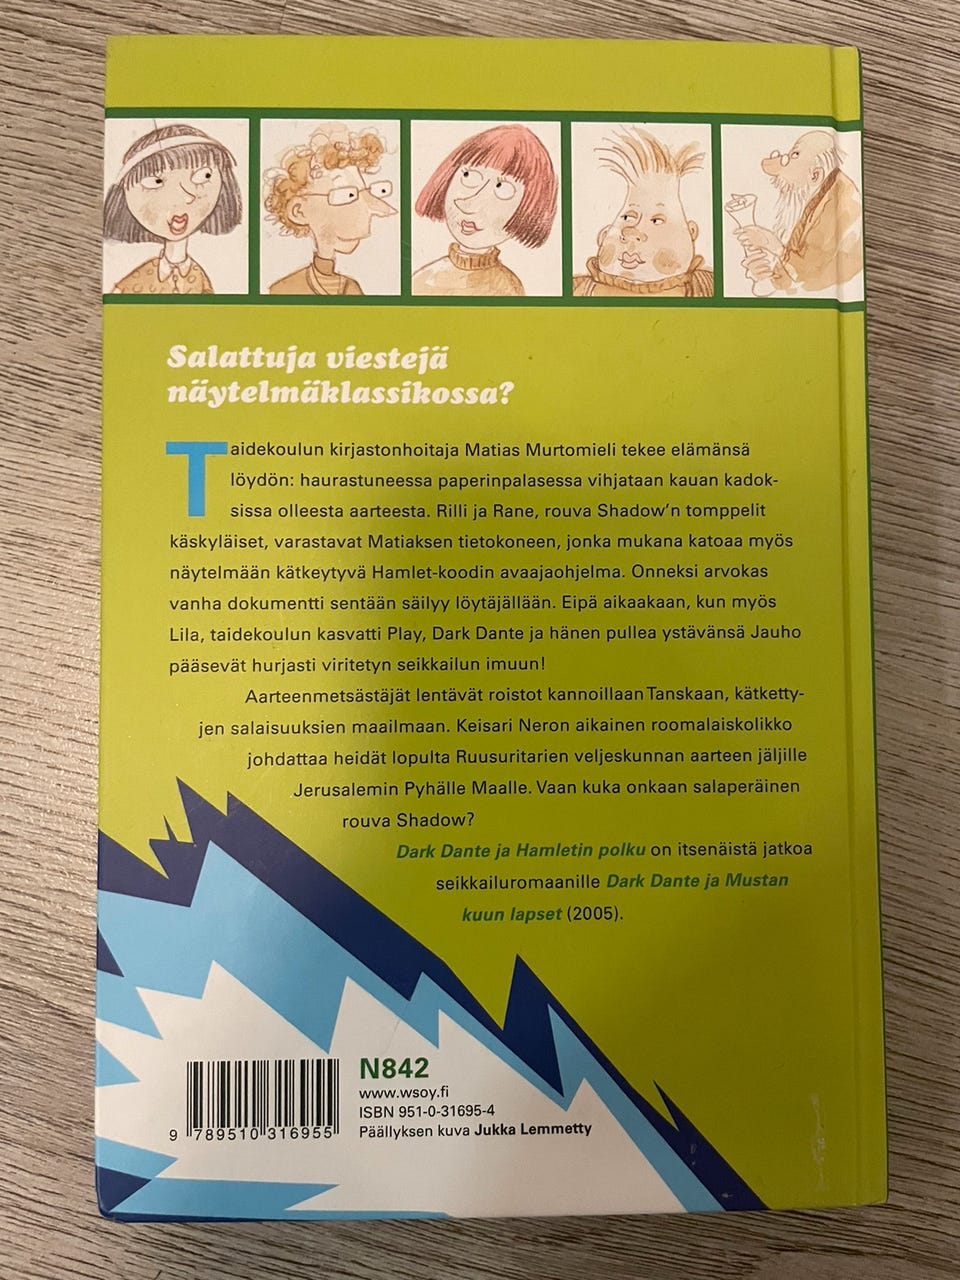 Salattuja viestejä
näytelmäklassikossa?
Taidekoulun kirjastonhoitaja Matias Murtomieli tekee elämänsä
löydön: haurastuneessa paperinpalasessa vihjataan kauan kadok-
sissa olleesta aarteesta. Rilli ja Rane, rouva Shadow'n tomppelit
käskyläiset, varastavat Matiaksen tietokoneen, jonka mukana katoaa myös
näytelmään kätkeytyvä Hamlet-koodin avaajaohjelma. Onneksi arvokas
vanha dokumentti sentään säilyy löytäjällään. Eipä aikaakaan, kun myös
Lila, taidekoulun kasvatti Play, Dark Dante ja hänen pullea ystävänsä Jauho
pääsevät hurjasti viritetyn seikkailun imuun!
Aarteenmetsästäjät lentävät roistot kannoillaan Tanskaan, kätketty-
jen salaisuuksien maailmaan. Keisari Neron aikainen roomalaiskolikko
johdattaa heidät lopulta Ruusuritarien veljeskunnan aarteen jäljille
Jerusalemin Pyhälle Maalle. Vaan kuka onkaan salaperäinen
rouva Shadow?
Dark Dante ja Hamletin polku on itsenäistä jatkoa
seikkailuromaanille Dark Dante ja Mustan
kuun lapset (2005).
N842
www.wsoy.fi
ISBN 951-0-31695-4
Päällyksen kuva Jukka Lemmetty
9 789510 316955